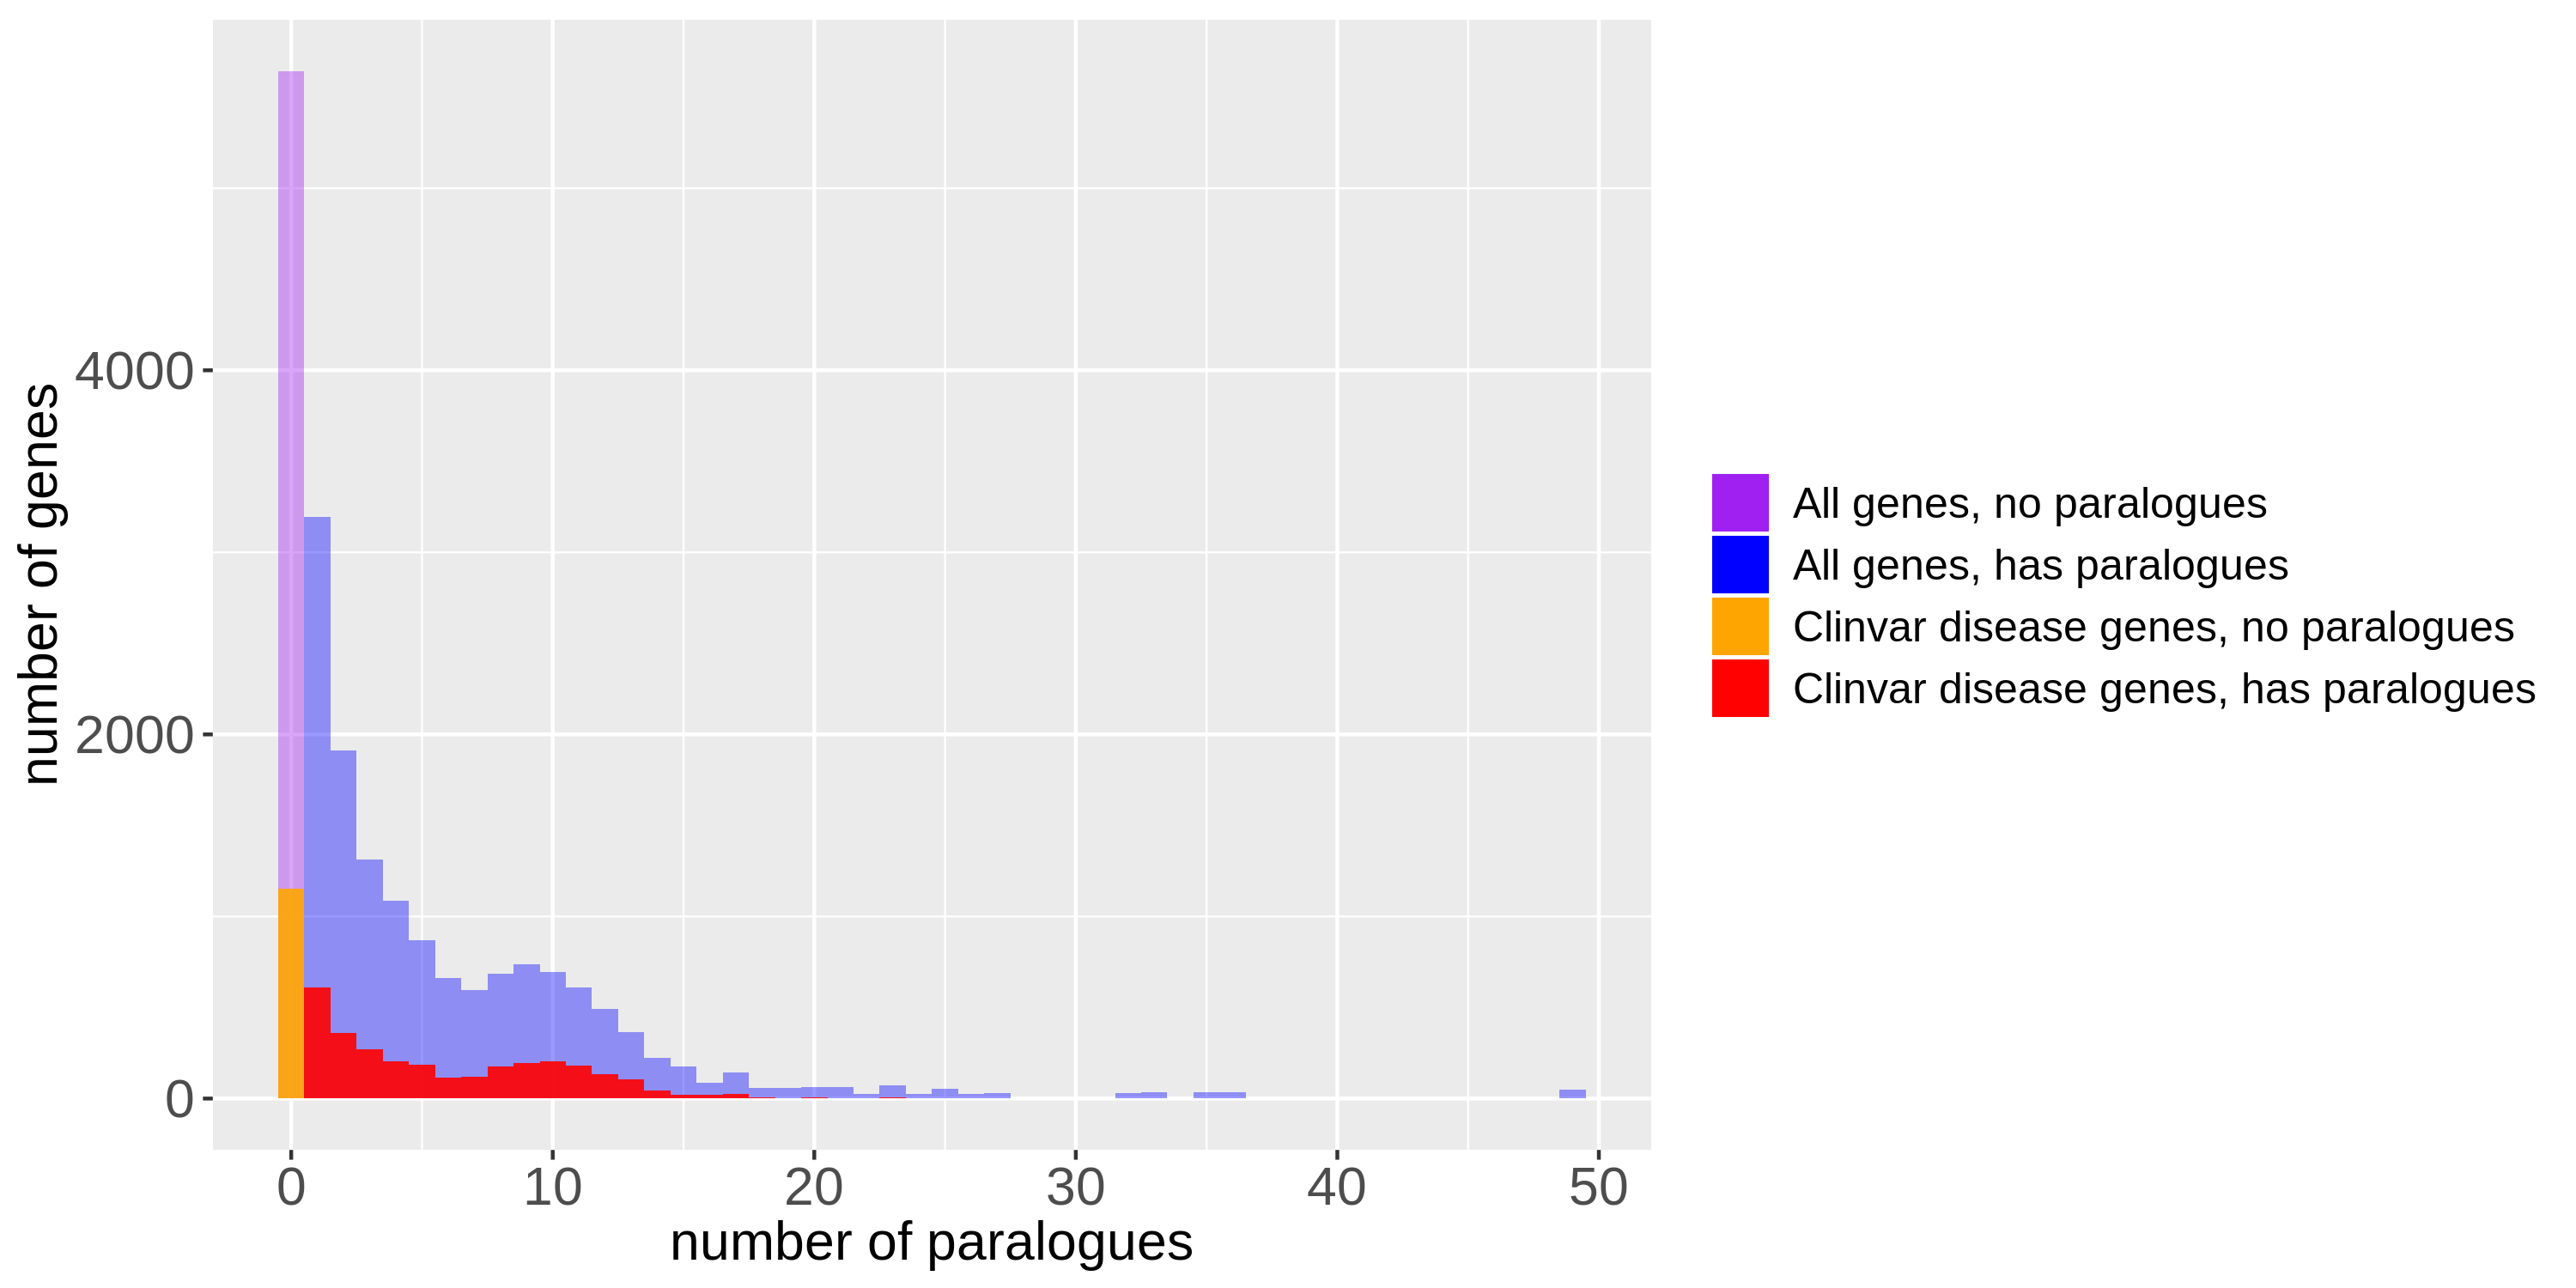 number of genes
4000
2000
0
0 10 20 30 40 50
number of paralogues
All genes, no paralogues
All genes, has paralogues
Clinvar disease genes, no paralogues
Clinvar disease genes, has paralogues